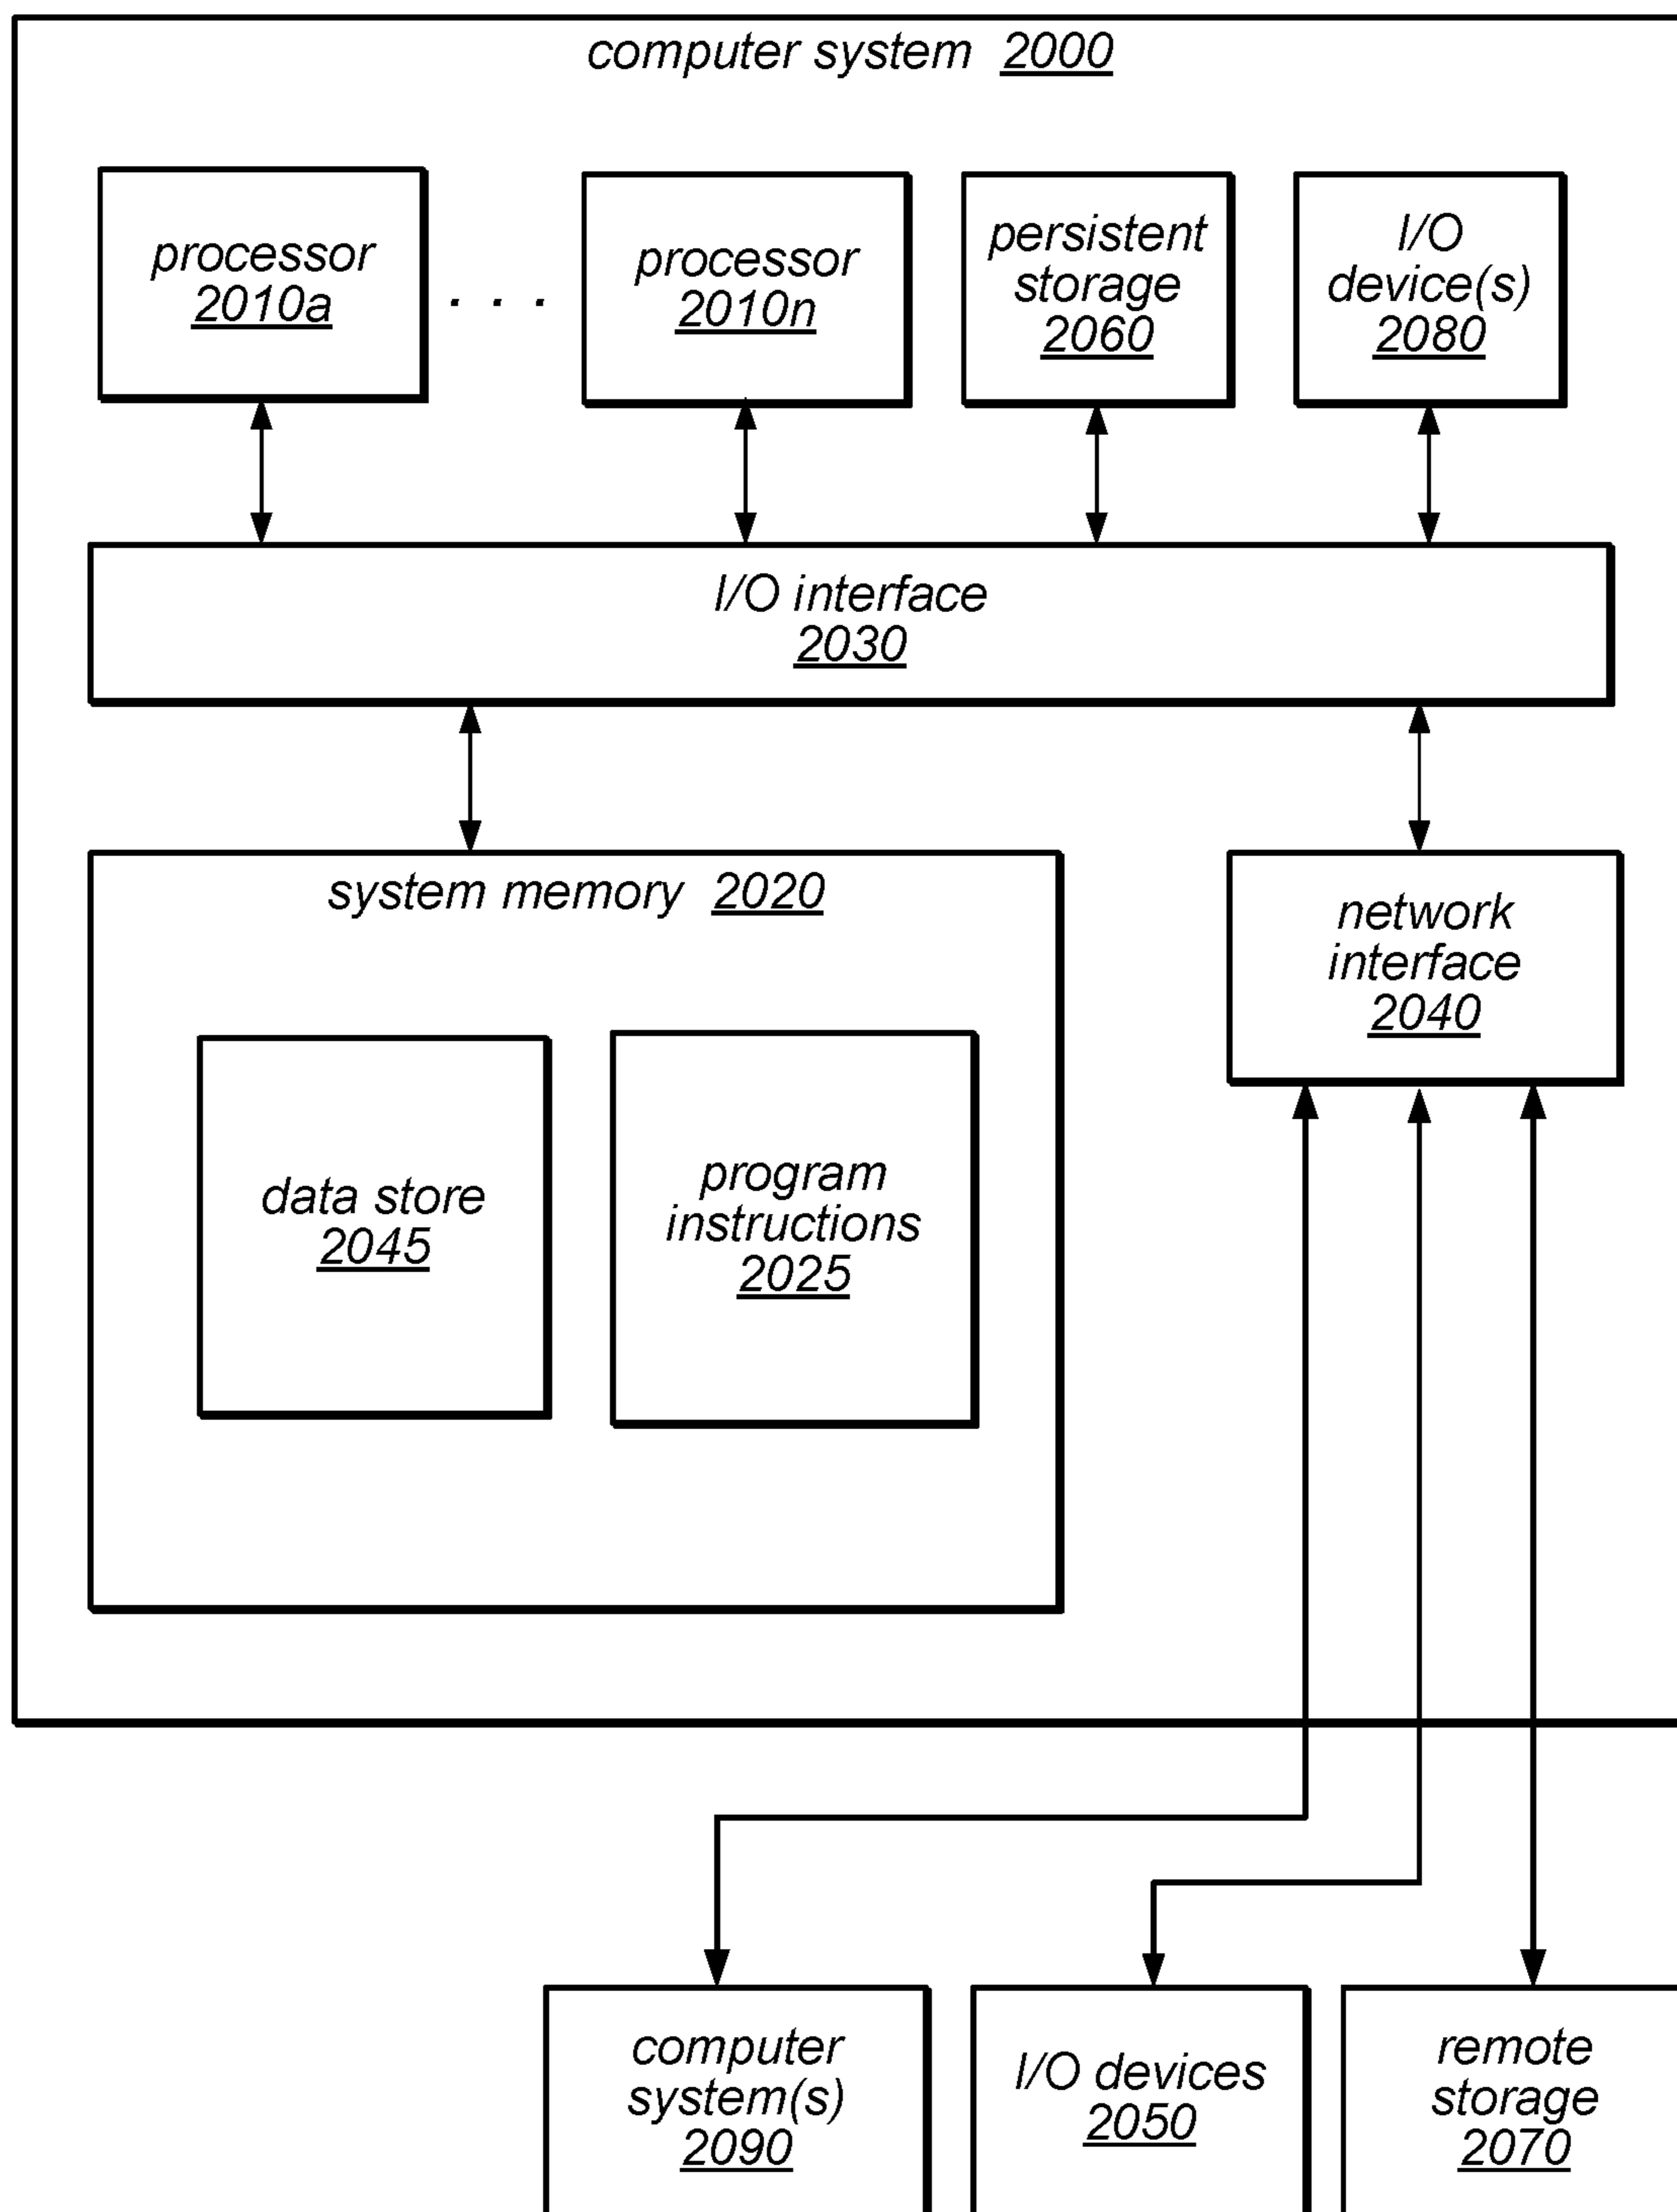 computer system 2000
processor
2010a
. . .
processor
2010n
persistent
storage
2060
I/O
device(s)
2080
I/O interface
2030
system memory 2020
network
interface
2040
data store
2045
program
instructions
2025
computer
system(s)
2090
I/O devices
2050
remote
storage
2070